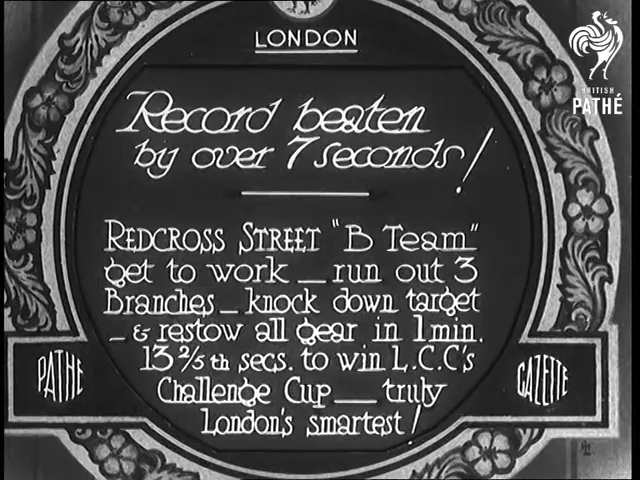 LONDON
BRITISH
PATHÉ
Record beaten
by over 7 seconds!
REDCROSS STREET "B TEAM"
get to work _ run out 3
Branches _ knock down target
_ & restow all gear in 1 min.
13 2/5th secs. to win L.C.C's
Challenge Cup __ truly
London's smartest!
PATHE
GAZETTE